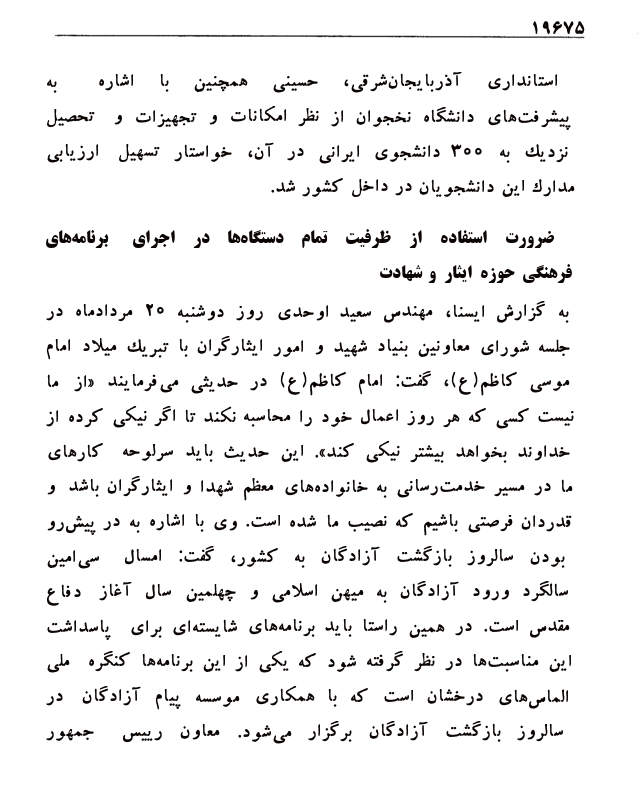 ۱۹۶۷۵
استانداری آذربایجان‌شرقی، حسینی همچنین با اشاره به
پیشرفت‌های دانشگاه نخجوان از نظر امکانات و تجهیزات و تحصیل
نزدیك به ۳۰۰ دانشجوی ایرانی در آن، خواستار تسهیل ارزیابی
مدارك این دانشجویان در داخل کشور شد.
ضرورت استفاده از ظرفیت تمام دستگاه‌ها در اجرای برنامه‌های
فرهنگی حوزه ایثار و شهادت
به گزارش ایسنا، مهندس سعید اوحدی روز دوشنبه ۲۰ مردادماه در
جلسه شورای معاونین بنیاد شهید و امور ایثارگران با تبریك میلاد امام
موسی کاظم(ع)، گفت: امام کاظم(ع) در حدیثی می‌فرمایند «از ما
نیست کسی که هر روز اعمال خود را محاسبه نکند تا اگر نیکی کرده از
خداوند بخواهد بیشتر نیکی کند». این حدیث باید سرلوحه کارهای
ما در مسیر خدمت‌رسانی به خانواده‌های معظم شهدا و ایثارگران باشد و
قدردان فرصتی باشیم که نصیب ما شده است. وی با اشاره به در پیش‌رو
بودن سالروز بازگشت آزادگان به کشور، گفت: امسال سی‌امین
سالگرد ورود آزادگان به میهن اسلامی و چهلمین سال آغاز دفاع
مقدس است. در همین راستا باید برنامه‌های شایسته‌ای برای پاسداشت
این مناسبت‌ها در نظر گرفته شود که یکی از این برنامه‌ها کنگره ملی
الماس‌های درخشان است که با همکاری موسسه پیام آزادگان در
سالروز بازگشت آزادگان برگزار می‌شود. معاون رییس جمهور